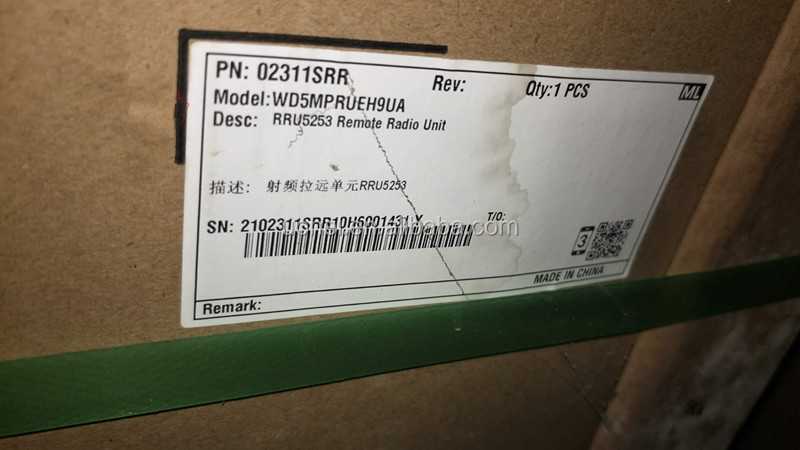 PN: 02311SRR Rev: Qty:1 PCS ML
Model:WD5MPRUEH9UA
Desc: RRU5253 Remote Radio Unit
描述: 射频拉远单元RRU5253
SN: 2102311SRR10H6001431 X T/O:
3
MADE IN CHINA
Remark: